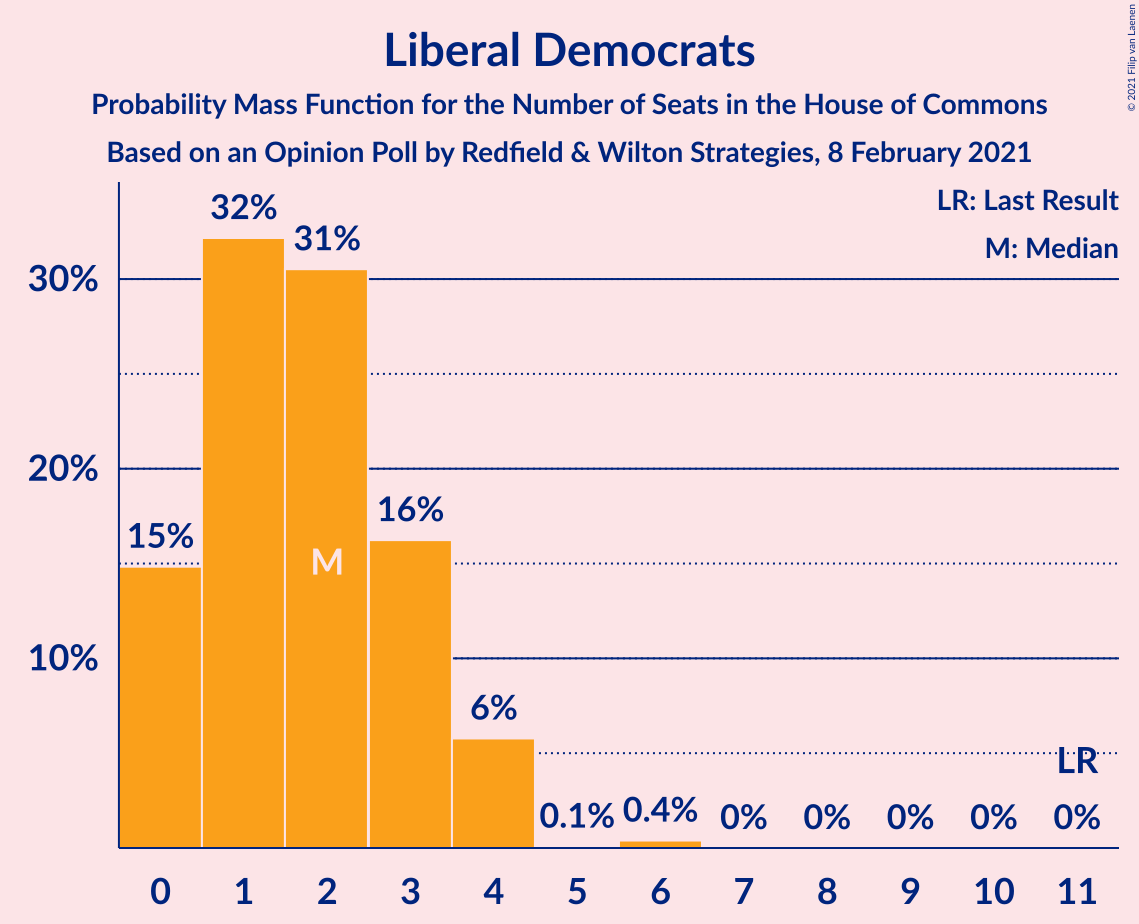 Liberal Democrats
Probability Mass Function for the Number of Seats in the House of Commons
Based on an Opinion Poll by Redfield & Wilton Strategies, 8 February 2021
© 2021 Filip van Laenen
LR: Last Result
M: Median
30%
20%
10%
15%
32%
31%
16%
6%
0.1%
0.4%
0%
0%
0%
0%
0%
M
LR
0 1 2 3 4 5 6 7 8 9 10 11